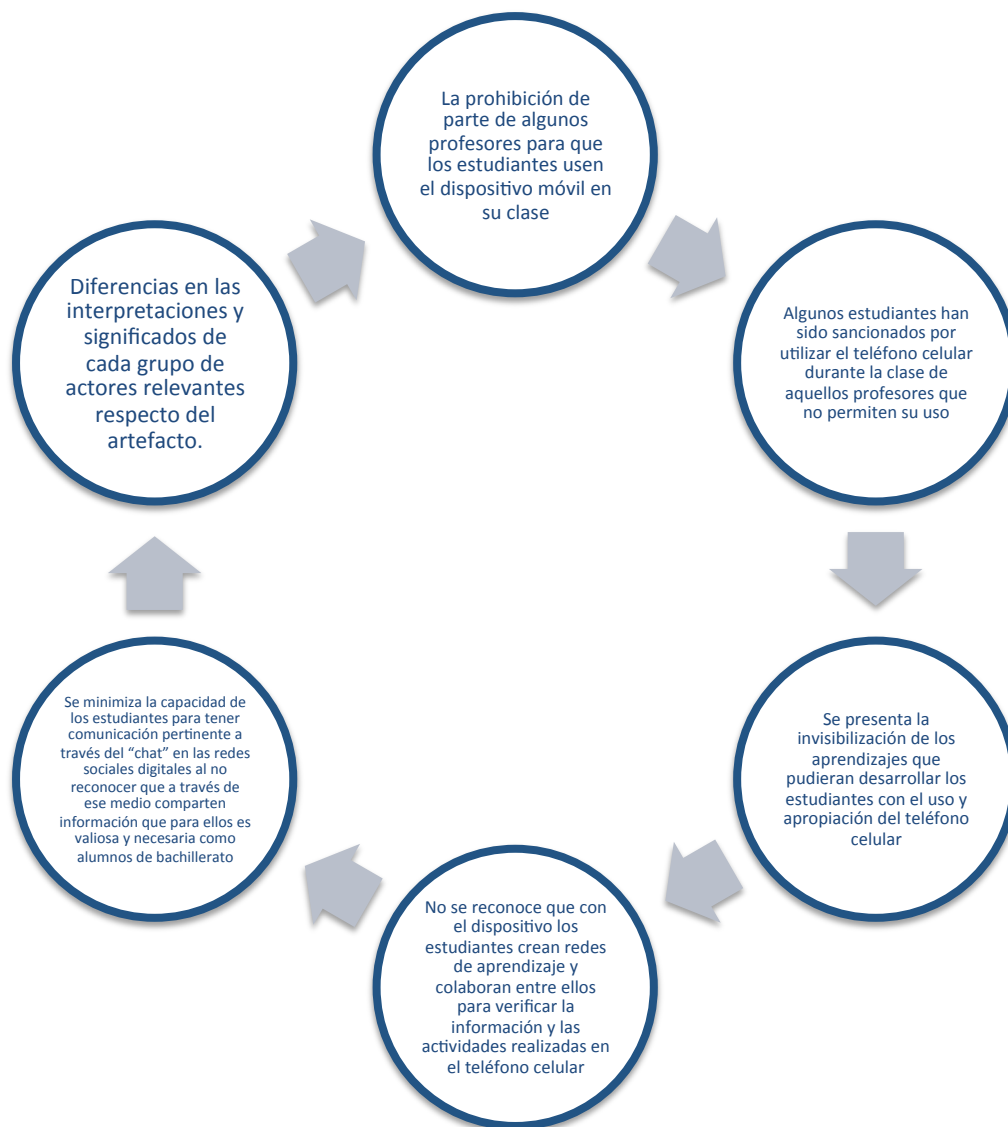 La prohibición de
parte de algunos
profesores para que
los estudiantes usen
el dispositivo móvil en
su clase
Algunos estudiantes han
sido sancionados por
utilizar el teléfono celular
durante la clase de
aquellos profesores que
no permiten su uso
Se presenta la
invisibilización de los
aprendizajes que
pudieran desarrollar los
estudiantes con el uso y
apropiación del teléfono
celular
No se reconoce que con
el dispositivo los
estudiantes crean redes
de aprendizaje y
colaboran entre ellos
para verificar la
información y las
actividades realizadas en
el teléfono celular
Se minimiza la capacidad de
los estudiantes para tener
comunicación pertinente a
través del “chat” en las redes
sociales digitales al no
reconocer que a través de
ese medio comparten
información que para ellos es
valiosa y necesaria como
alumnos de bachillerato
Diferencias en las
interpretaciones y
significados de
cada grupo de
actores relevantes
respecto del
artefacto.